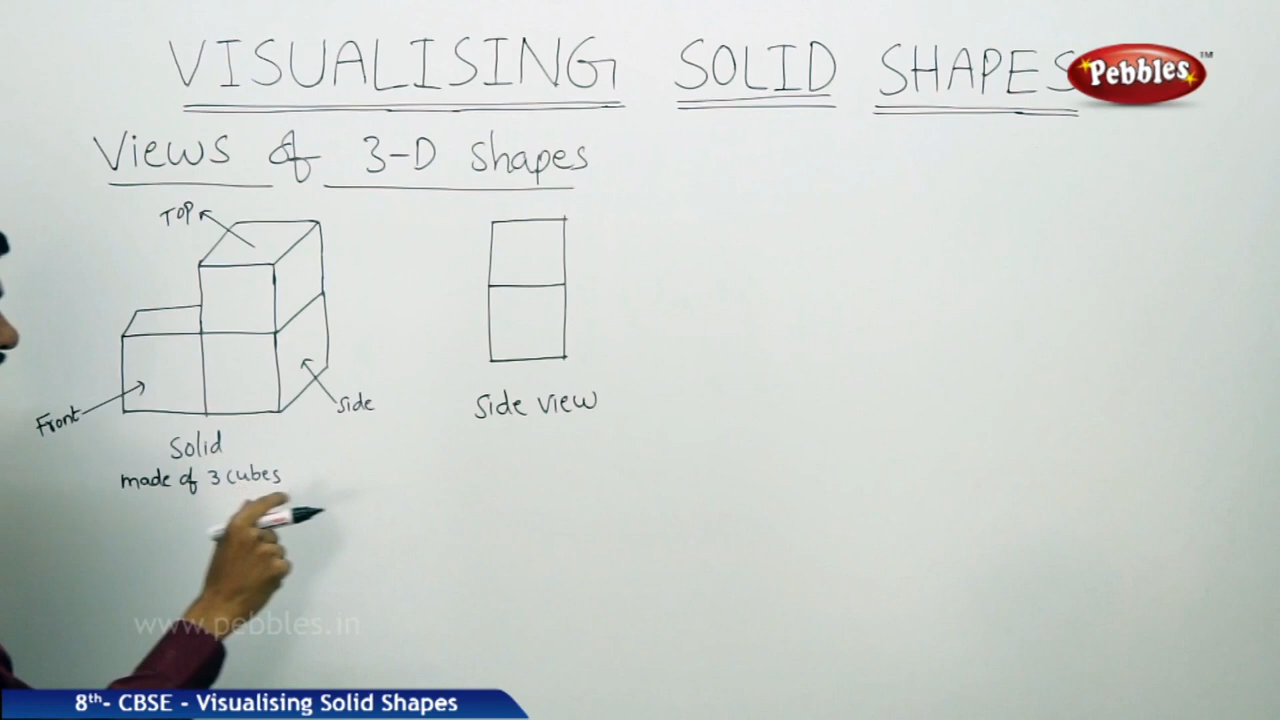 VISUALISING SOLID SHAPES
Pebbles™
Views of 3-D Shapes
TOP
Front
Side
Solid
made of 3 cubes
Side view
www.pebbles.in
8th- CBSE - Visualising Solid Shapes